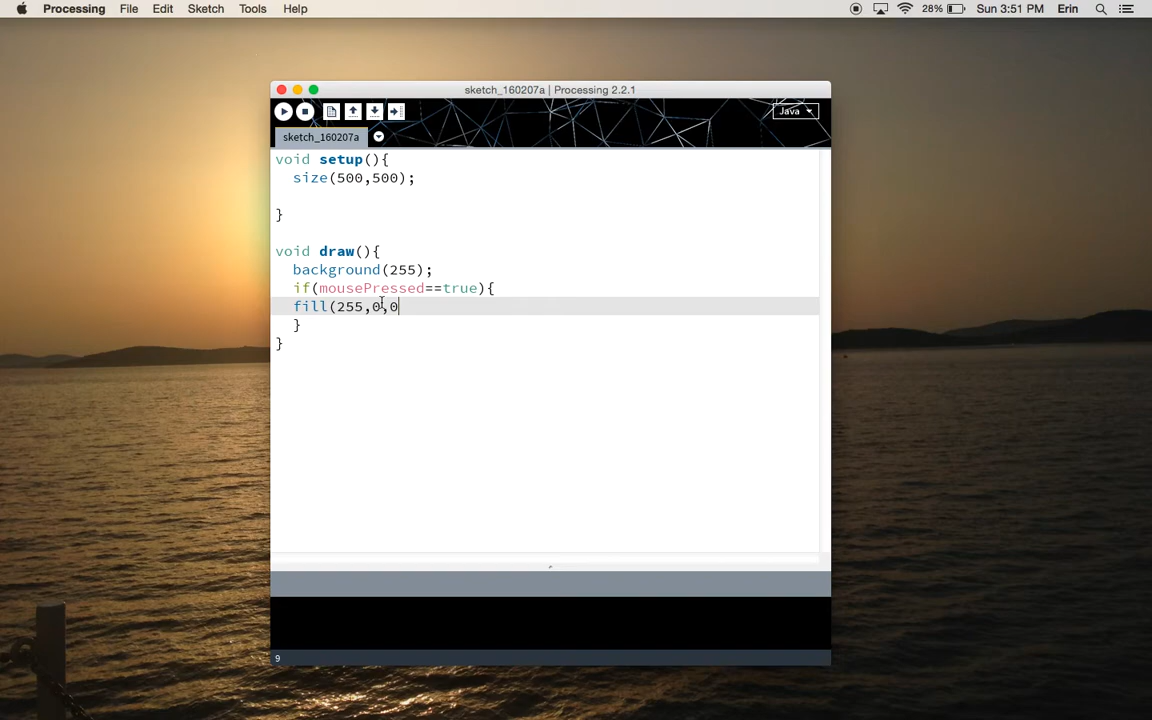 Processing File Edit Sketch Tools Help 28% Sun 3:51 PM Erin
sketch_160207a | Processing 2.2.1
Java
sketch_160207a
void setup(){
size(500,500);
}
void draw(){
background(255);
if(mousePressed==true){
fill(255,0,0
}
}
9